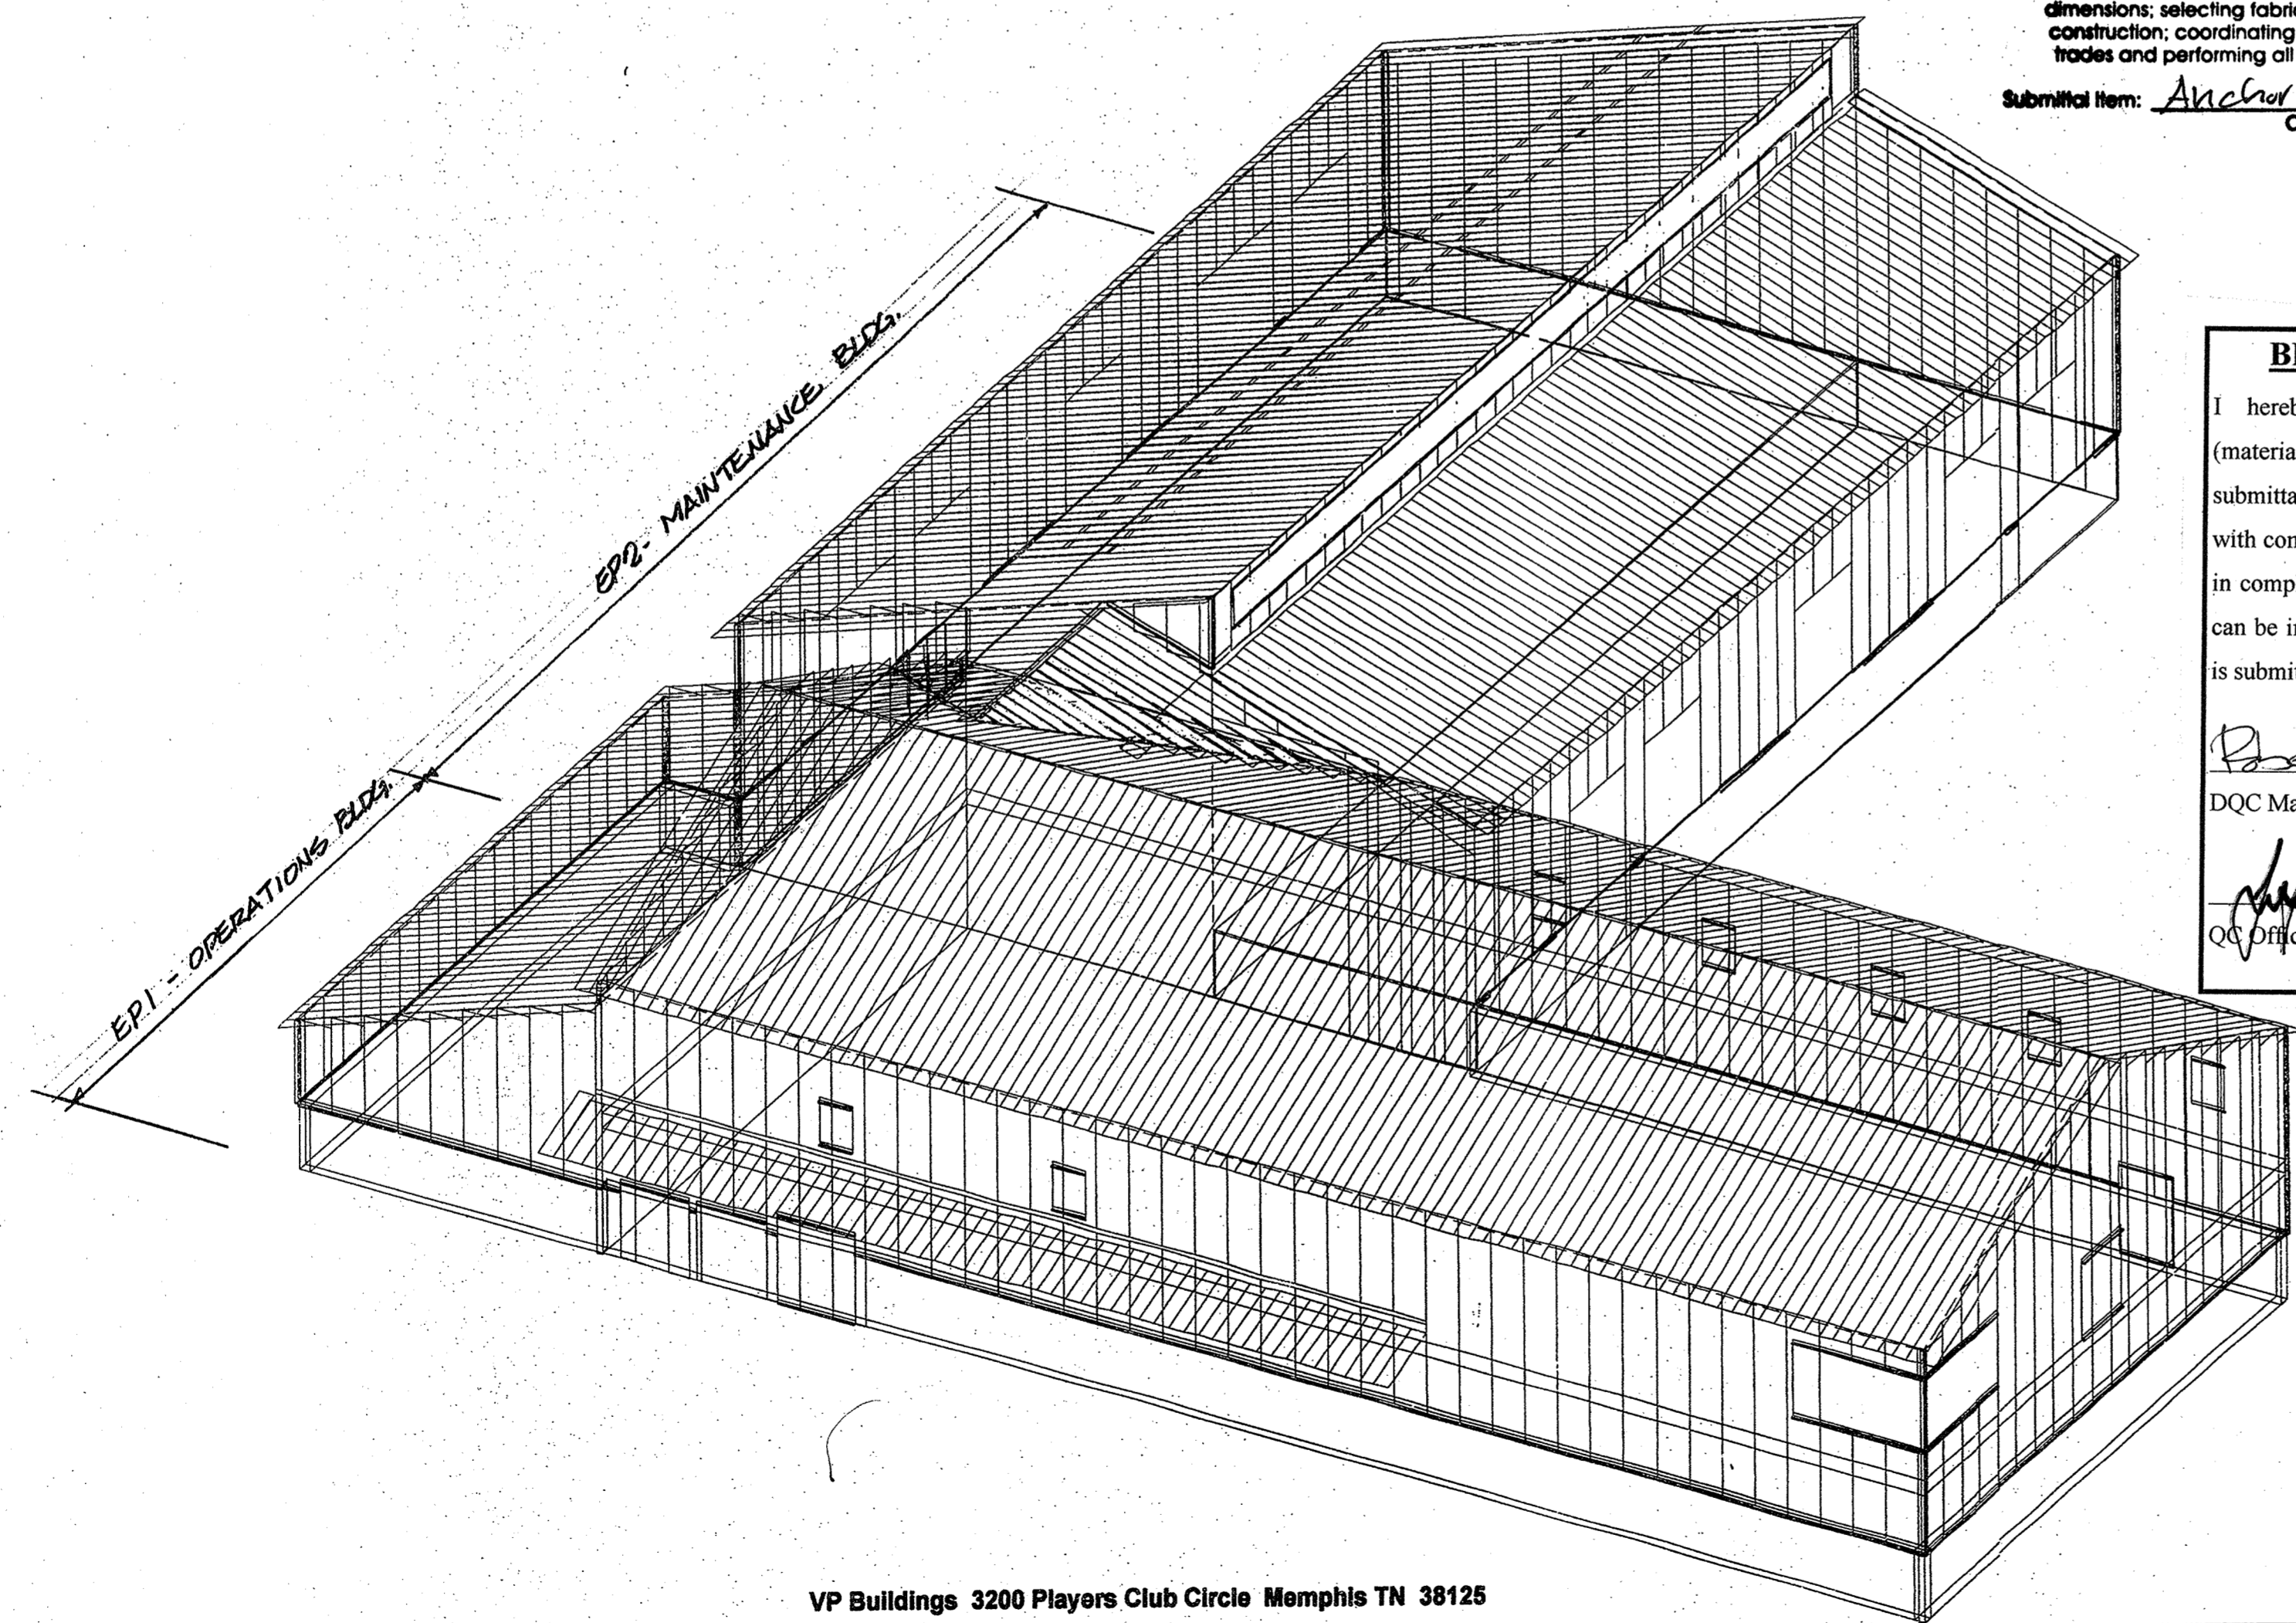 dimensions; selecting fabri
construction; coordinating
trades and performing all
Submittal Item: Anchor
EP2- MAINTENANCE BLDG.
EP1 - OPERATIONS BLDG.
I hereb
(materia
submitta
with con
in comp
can be i
is submi
DQC Ma
QC Offic
VP Buildings 3200 Players Club Circle Memphis TN 38125